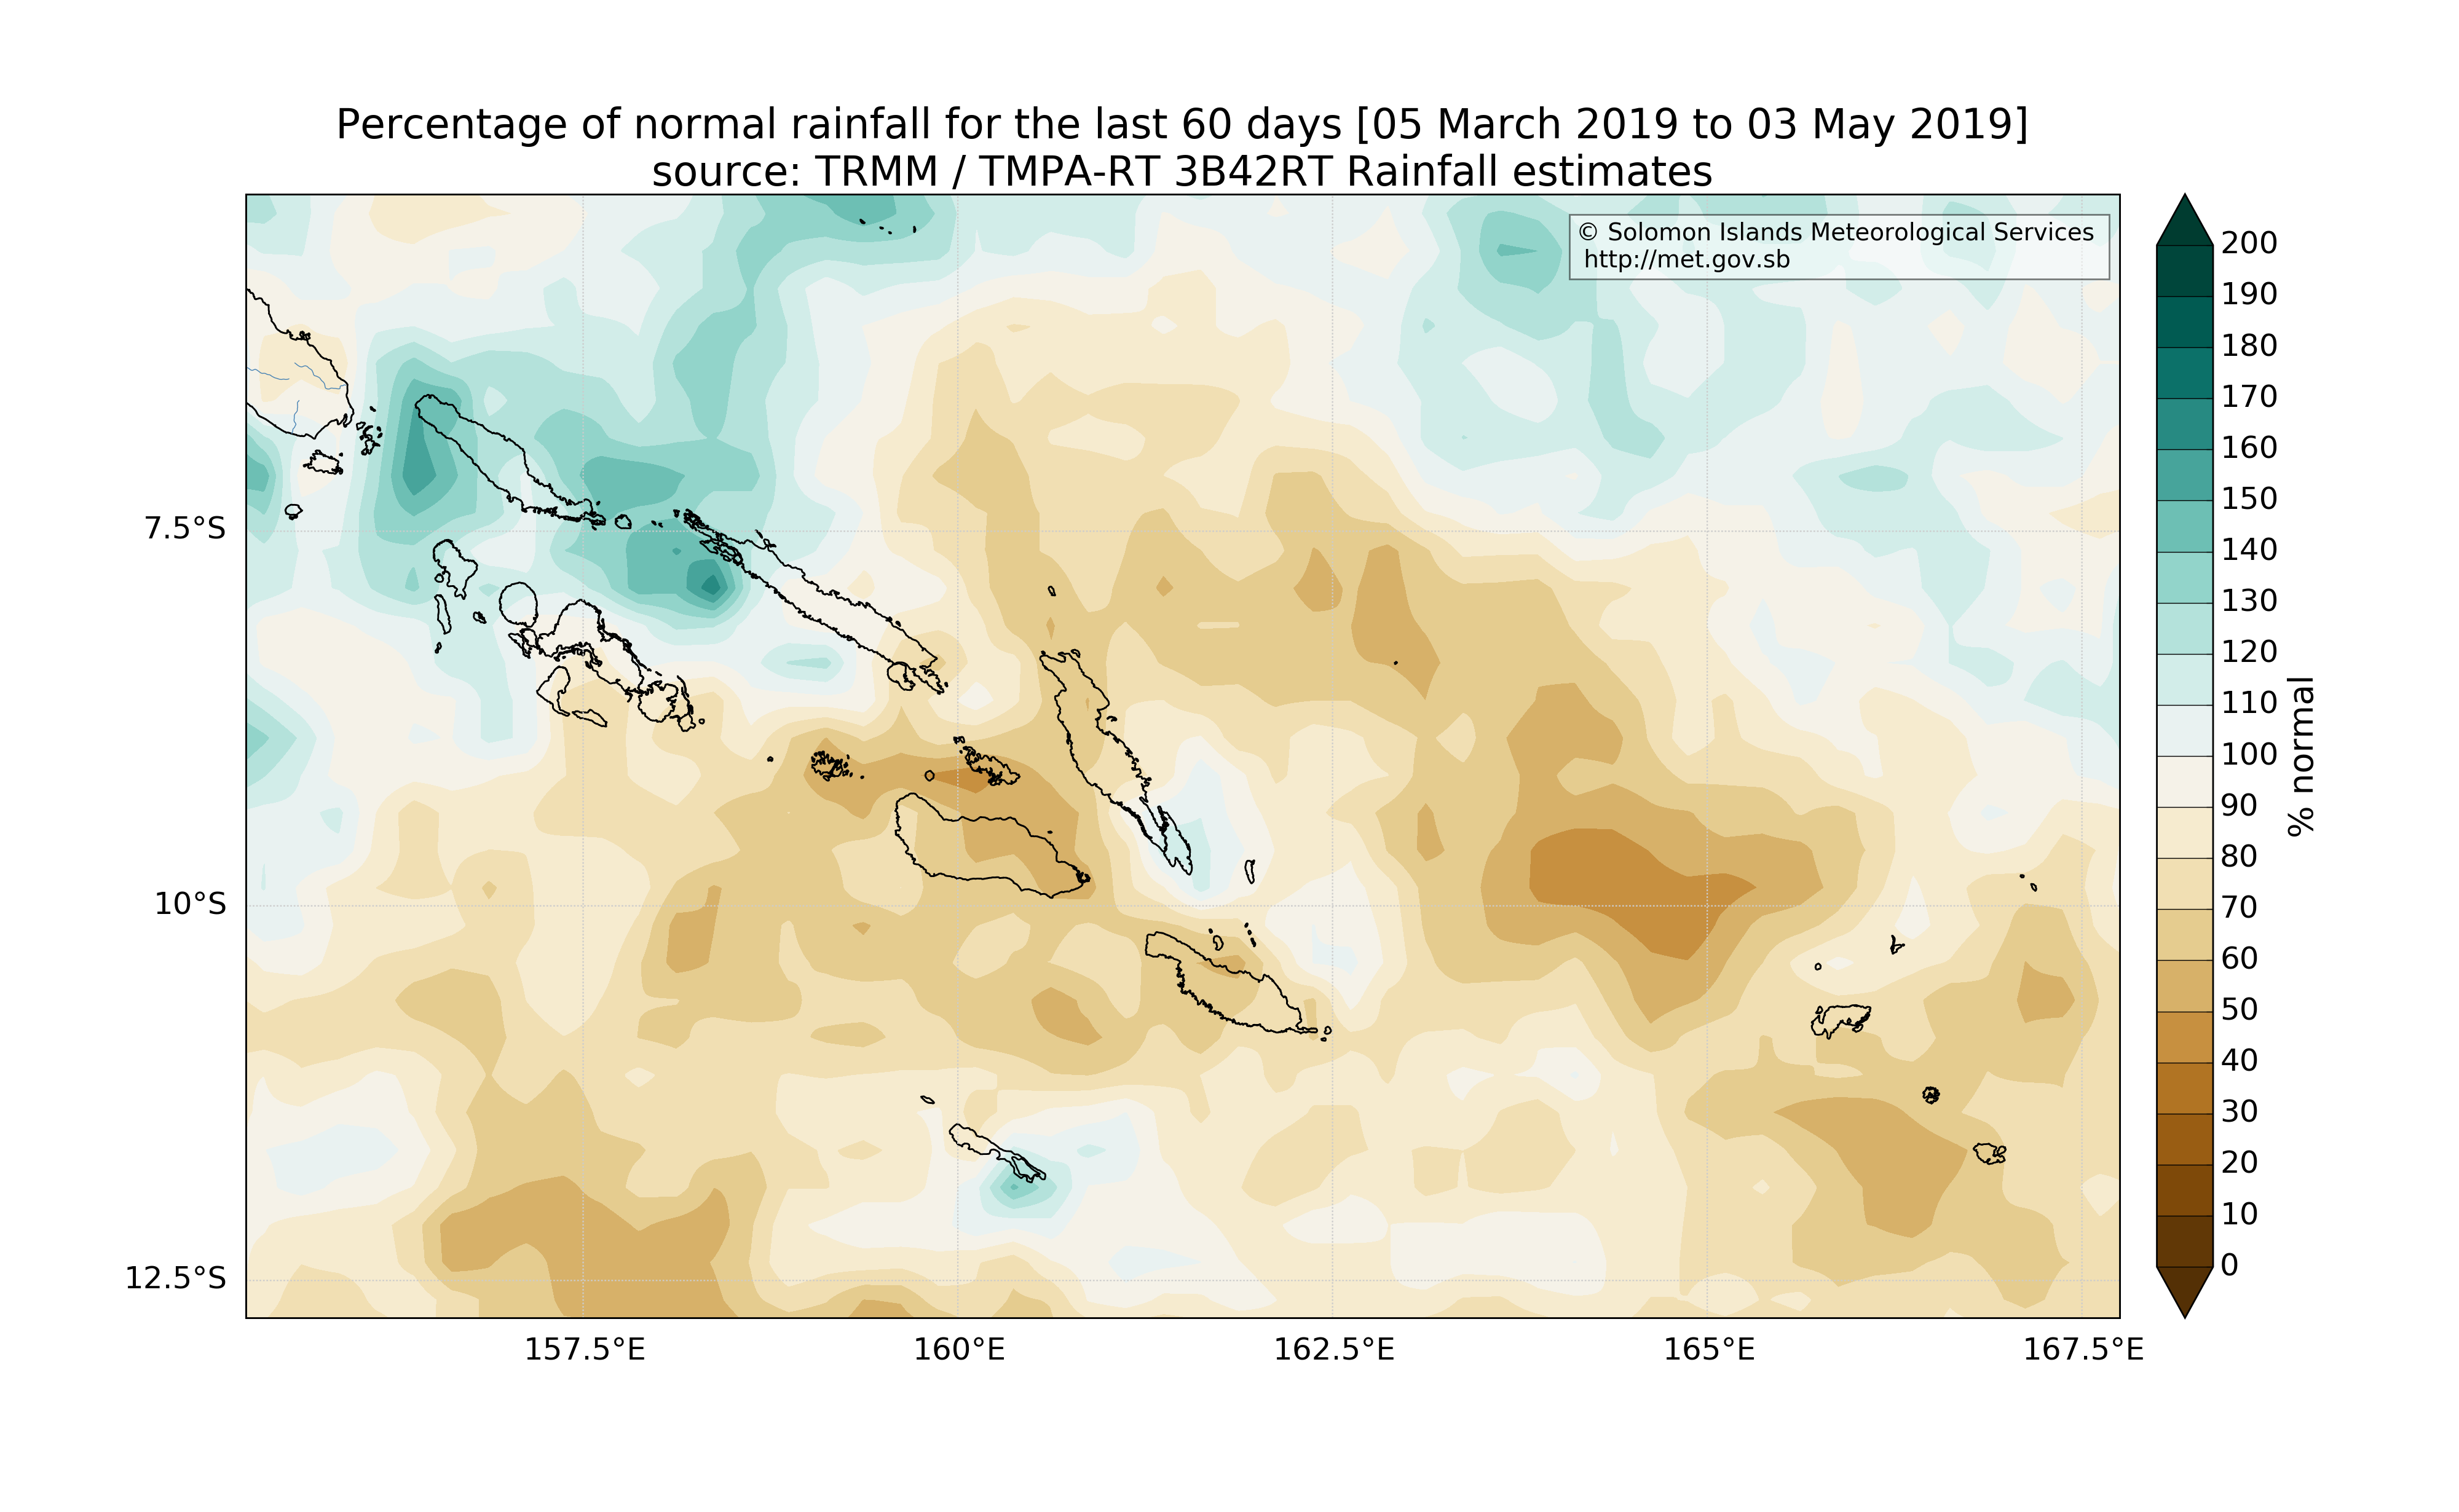 Percentage of normal rainfall for the last 60 days [05 March 2019 to 03 May 2019]
source: TRMM / TMPA-RT 3B42RT Rainfall estimates
© Solomon Islands Meteorological Services
http://met.gov.sb
7.5°S
10°S
12.5°S
157.5°E
160°E
162.5°E
165°E
167.5°E
200
190
180
170
160
150
140
130
120
110
100
90
80
70
60
50
40
30
20
10
0
% normal